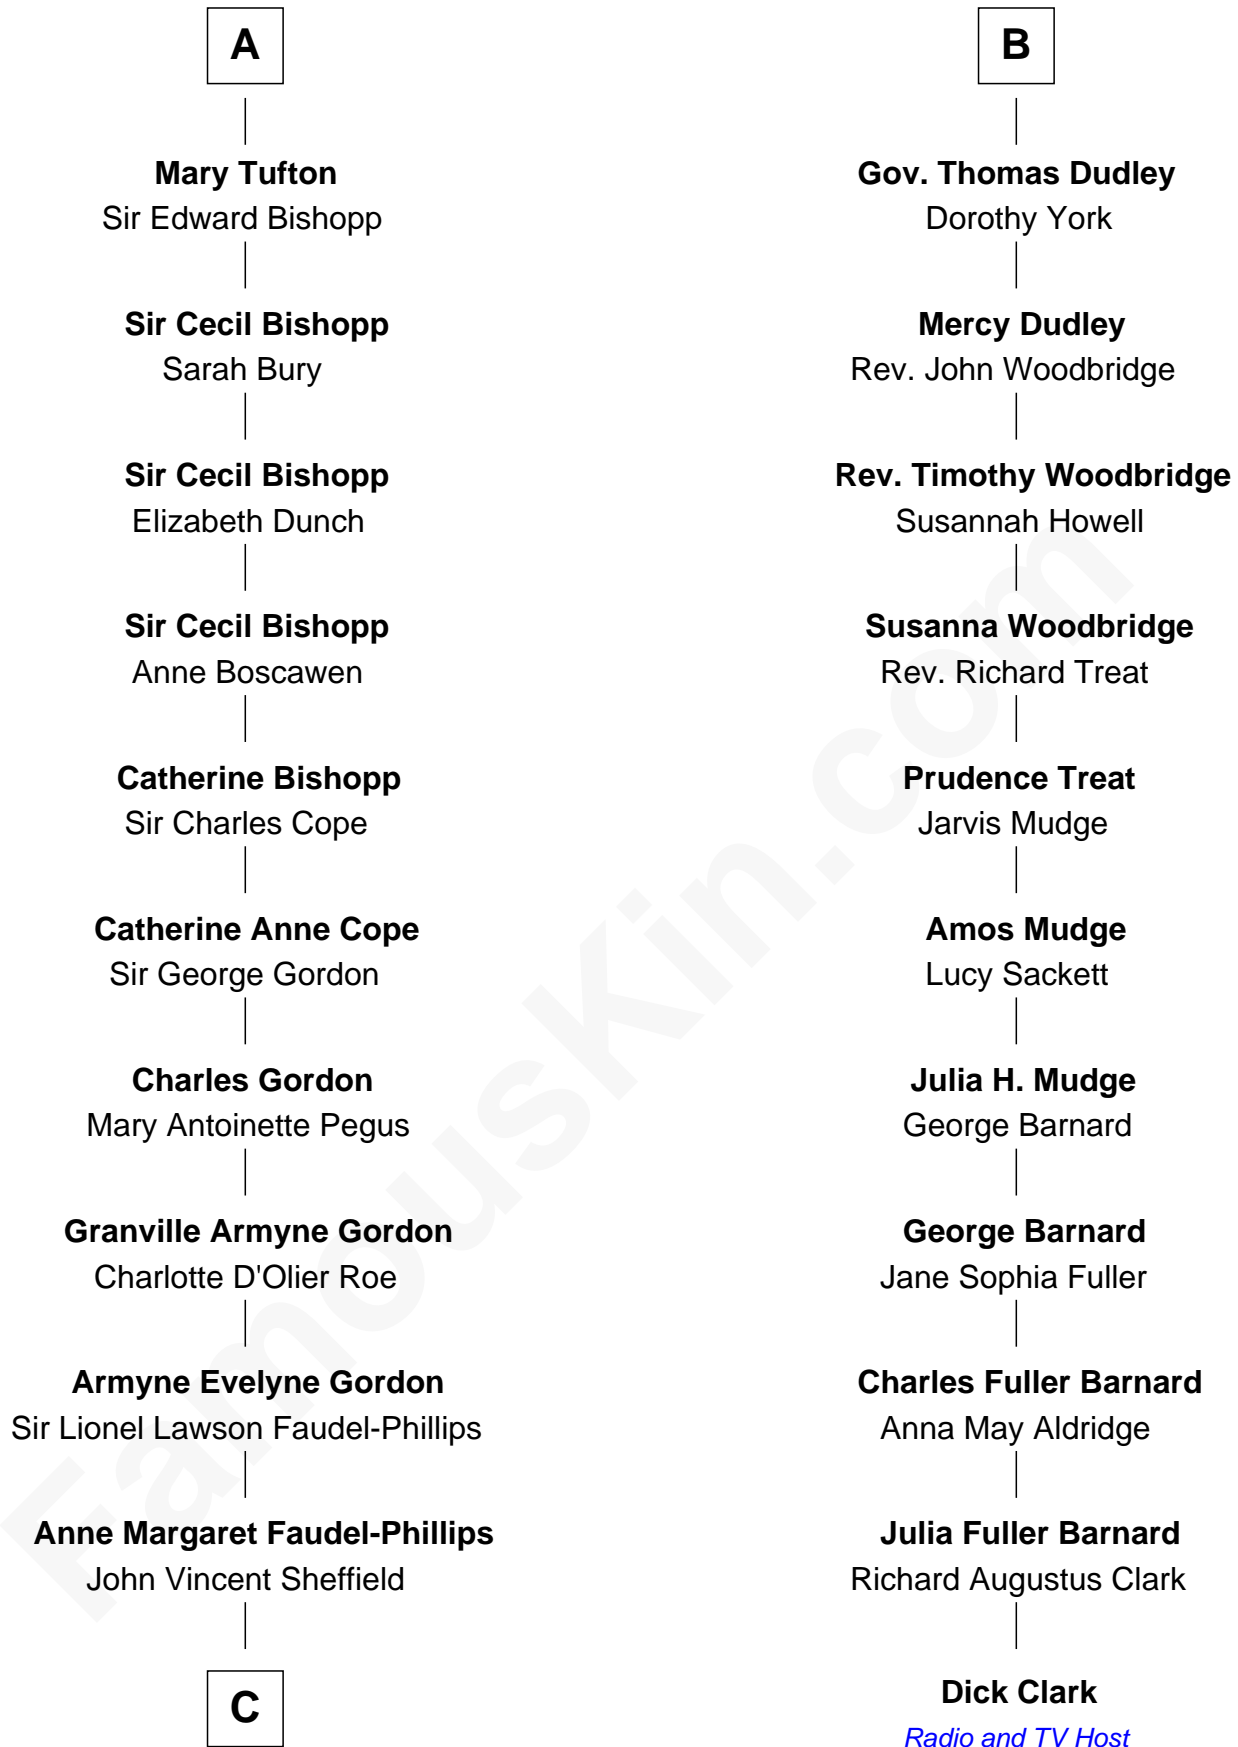 A
Mary Tufton
Sir Edward Bishopp
Sir Cecil Bishopp
Sarah Bury
Sir Cecil Bishopp
Elizabeth Dunch
Sir Cecil Bishopp
Anne Boscawen
Catherine Bishopp
Sir Charles Cope
Catherine Anne Cope
Sir George Gordon
Charles Gordon
Mary Antoinette Pegus
Granville Armyne Gordon
Charlotte D'Olier Roe
Armyne Evelyne Gordon
Sir Lionel Lawson Faudel-Phillips
Anne Margaret Faudel-Phillips
John Vincent Sheffield
C
B
Gov. Thomas Dudley
Dorothy York
Mercy Dudley
Rev. John Woodbridge
Rev. Timothy Woodbridge
Susannah Howell
Susanna Woodbridge
Rev. Richard Treat
Prudence Treat
Jarvis Mudge
Amos Mudge
Lucy Sackett
Julia H. Mudge
George Barnard
George Barnard
Jane Sophia Fuller
Charles Fuller Barnard
Anna May Aldridge
Julia Fuller Barnard
Richard Augustus Clark
Dick Clark
Radio and TV Host
FamousKin.com